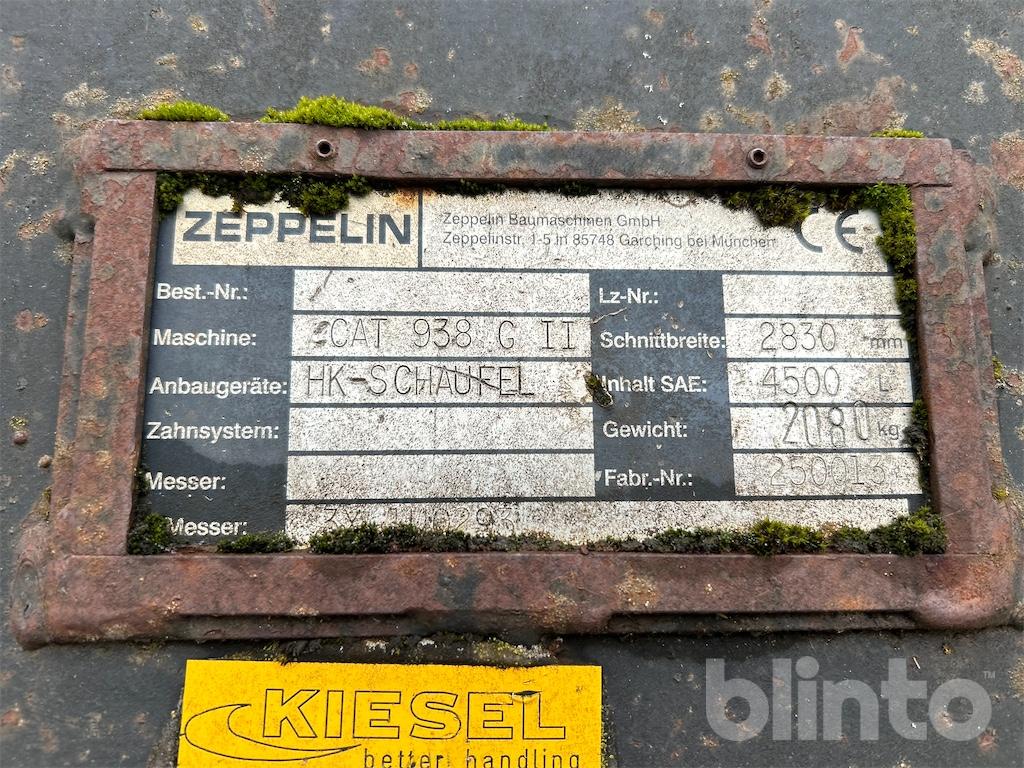 ZEPPELIN
Zeppelin Baumaschinen GmbH
Zeppelinstr. 1-5 in 85748 Garching bei München
CE
Best.-Nr.:
Lz-Nr.:
Maschine: CAT 938 G II
Schnittbreite: 2830 mm
Anbaugeräte: HK-SCHAUFEL
Inhalt SAE: 4500 L
Zahnsystem:
Gewicht: 2080 kg
Messer:
Fabr.-Nr.: 250013
Messer:
KIESEL
better handling
blinto™